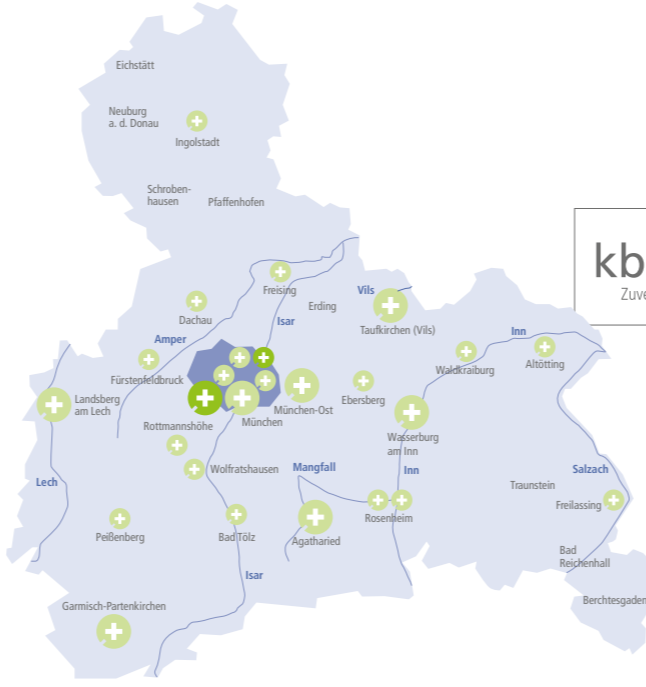 Eichstätt
Neuburg
a. d. Donau
Ingolstadt
Schroben-
hausen
Pfaffenhofen
kb
Zuve
Freising
Vils
Erding
Dachau
Isar
Taufkirchen (Vils)
Amper
Inn
Fürstenfeldbruck
Waldkraiburg
Altötting
Landsberg
am Lech
Ebersberg
München-Ost
München
Rottmannshöhe
Wasserburg
am Inn
Wolfratshausen
Mangfall
Inn
Salzach
Lech
Traunstein
Freilassing
Rosenheim
Peißenberg
Bad Tölz
Agatharied
Bad
Reichenhall
Isar
Berchtesgaden
Garmisch-Partenkirchen